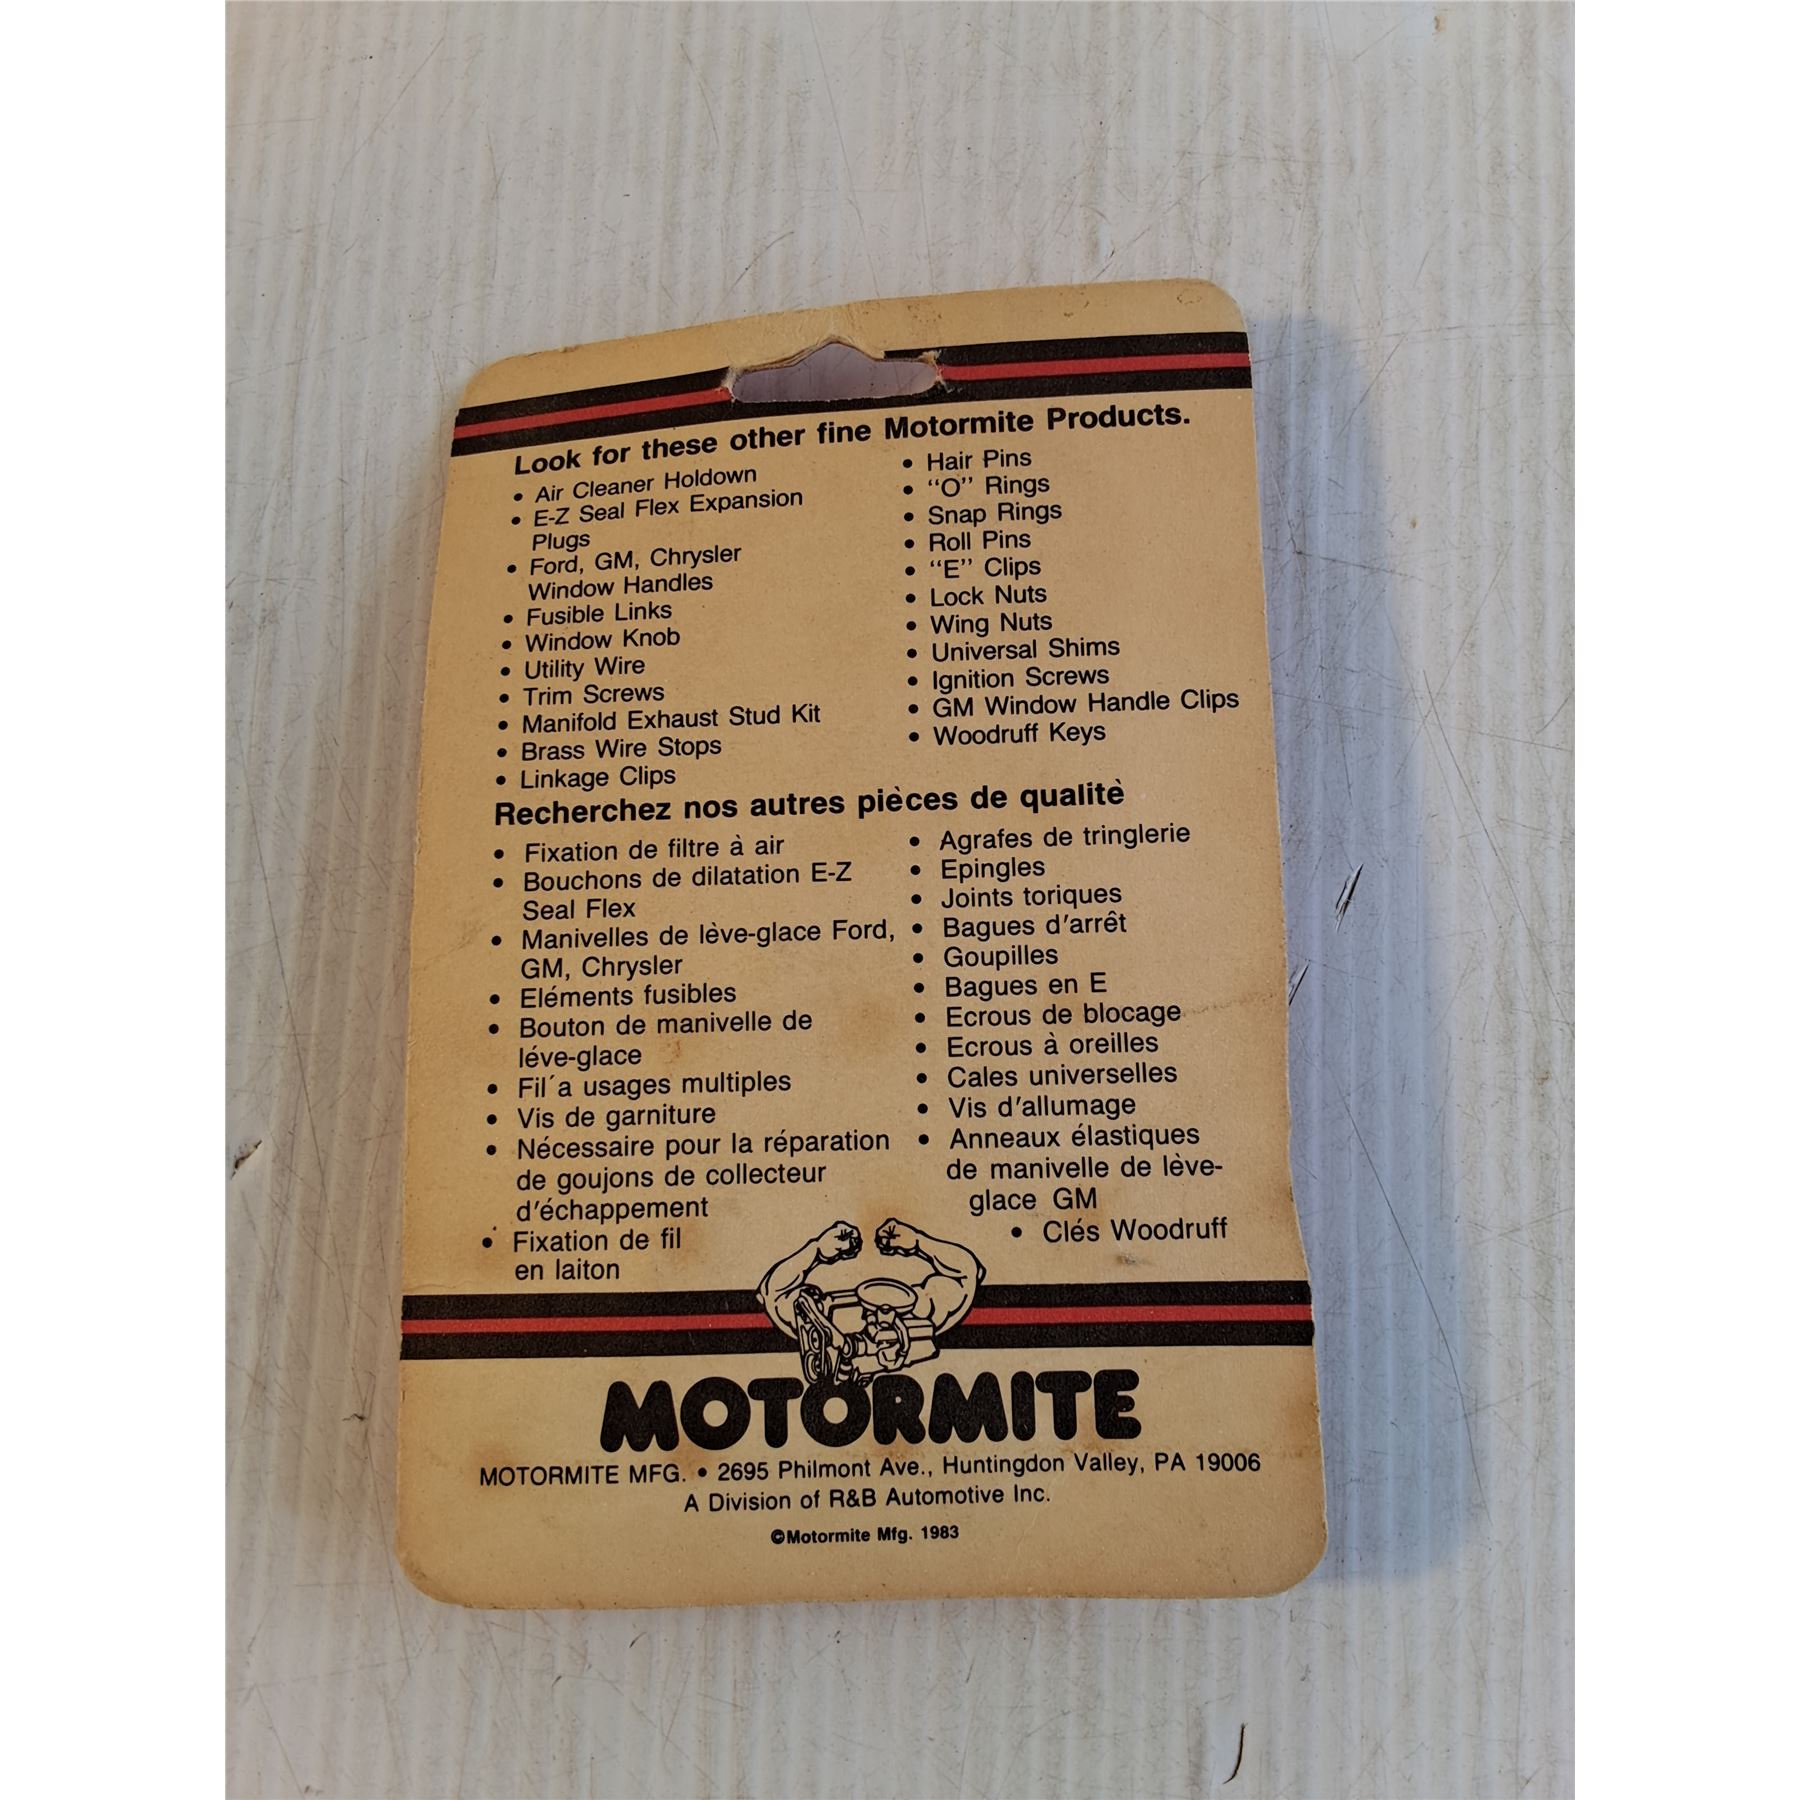 Look for these other fine Motormite Products.
• Air Cleaner Holdown
• E-Z Seal Flex Expansion
Plugs
• Ford, GM, Chrysler
Window Handles
• Fusible Links
• Window Knob
• Utility Wire
• Trim Screws
• Manifold Exhaust Stud Kit
• Brass Wire Stops
• Linkage Clips
• Hair Pins
• "O" Rings
• Snap Rings
• Roll Pins
• "E" Clips
• Lock Nuts
• Wing Nuts
• Universal Shims
• Ignition Screws
• GM Window Handle Clips
• Woodruff Keys
Recherchez nos autres pièces de qualitè
• Fixation de filtre à air
• Bouchons de dilatation E-Z
Seal Flex
• Manivelles de lève-glace Ford,
GM, Chrysler
• Eléments fusibles
• Bouton de manivelle de
léve-glace
• Fil´a usages multiples
• Vis de garniture
• Nécessaire pour la réparation
de goujons de collecteur
d'échappement
• Fixation de fil
en laiton
• Agrafes de tringlerie
• Epingles
• Joints toriques
• Bagues d'arrêt
• Goupilles
• Bagues en E
• Ecrous de blocage
• Ecrous à oreilles
• Cales universelles
• Vis d'allumage
• Anneaux élastiques
de manivelle de lève-
glace GM
• Clés Woodruff
MOTORMITE
MOTORMITE MFG. • 2695 Philmont Ave., Huntingdon Valley, PA 19006
A Division of R&B Automotive Inc.
©Motormite Mfg. 1983